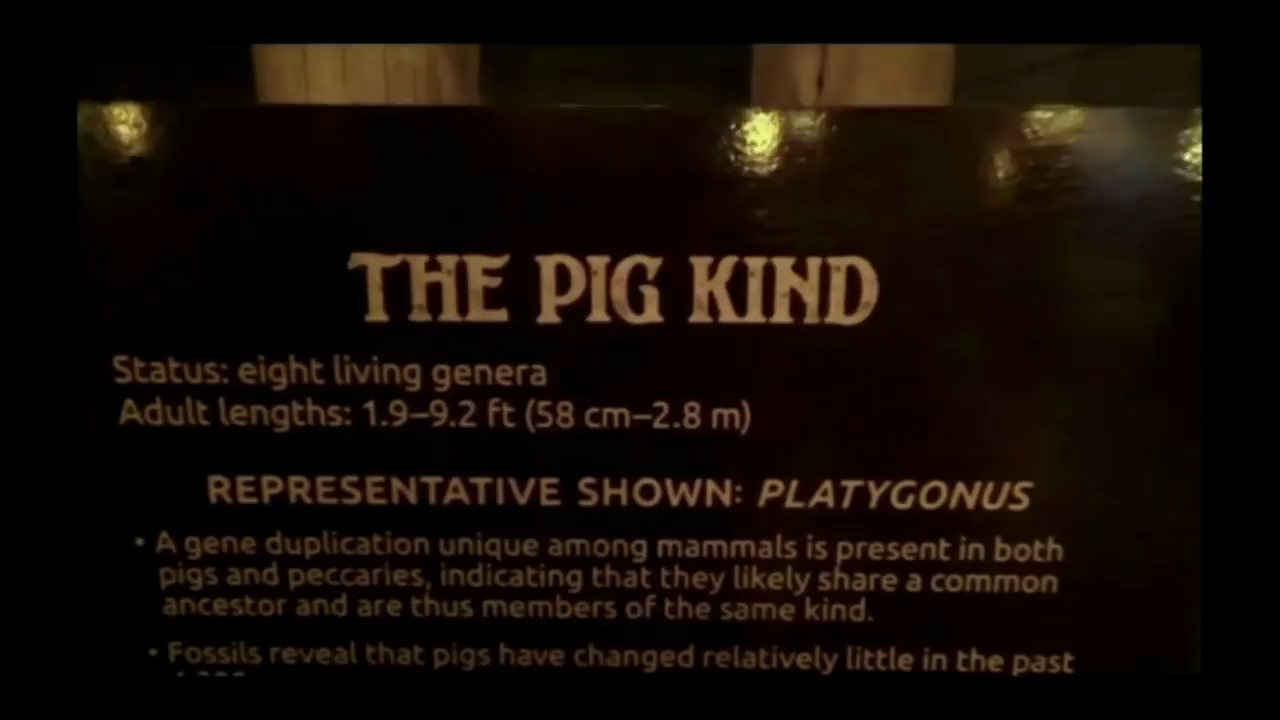 THE PIG KIND
Status: eight living genera
Adult lengths: 1.9–9.2 ft (58 cm–2.8 m)
REPRESENTATIVE SHOWN: PLATYGONUS
• A gene duplication unique among mammals is present in both
pigs and peccaries, indicating that they likely share a common
ancestor and are thus members of the same kind.
• Fossils reveal that pigs have changed relatively little in the past